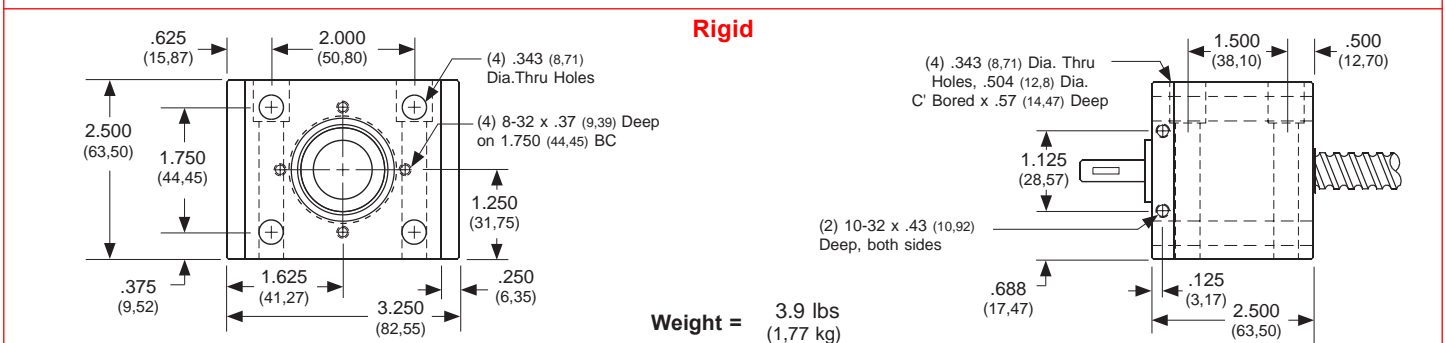 Rigid
.625
(15,87)
2.000
(50,80)
(4) .343 (8,71)
Dia.Thru Holes
2.500
(63,50)
1.750
(44,45)
(4) 8-32 x .37 (9,39) Deep
on 1.750 (44,45) BC
1.250
(31,75)
.375
(9,52)
1.625
(41,27)
.250
(6,35)
3.250
(82,55)
Weight = 3.9 lbs
(1,77 kg)
(4) .343 (8,71) Dia. Thru
Holes, .504 (12,8) Dia.
C' Bored x .57 (14,47) Deep
1.500
(38,10)
.500
(12,70)
1.125
(28,57)
(2) 10-32 x .43 (10,92)
Deep, both sides
.688
(17,47)
.125
(3,17)
2.500
(63,50)